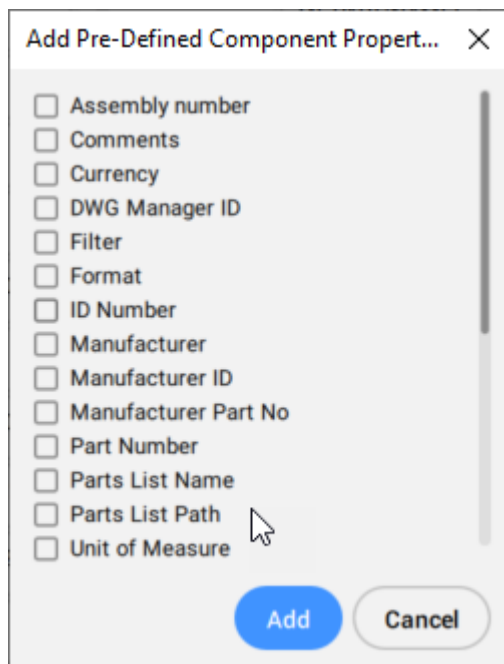 Add Pre-Defined Component Propert...
Assembly number
Comments
Currency
DWG Manager ID
Filter
Format
ID Number
Manufacturer
Manufacturer ID
Manufacturer Part No
Part Number
Parts List Name
Parts List Path
Unit of Measure
Add Cancel